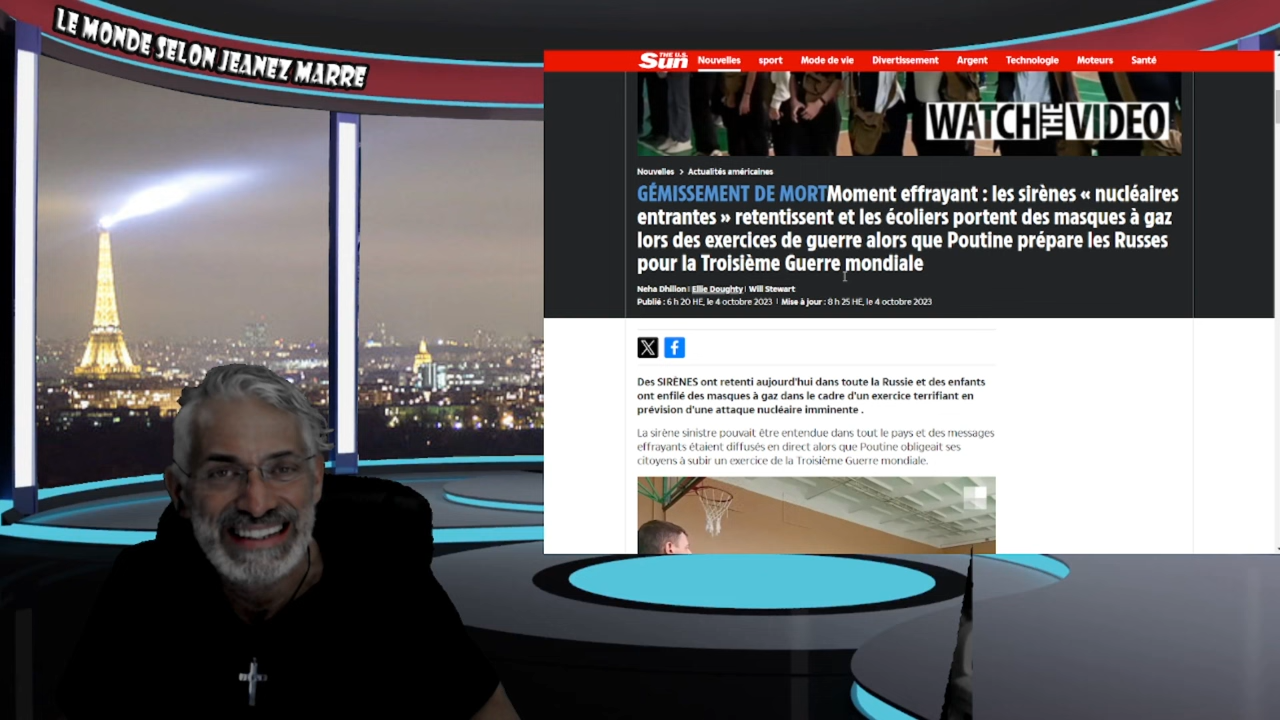 LE MONDE SELON JEANEZ MARRE
THE U.S. Sun Nouvelles sport Mode de vie Divertissement Argent Technologie Moteurs Santé
WATCH THE VIDEO
Nouvelles > Actualités américaines
GÉMISSEMENT DE MORTMoment effrayant : les sirènes « nucléaires
entrantes » retentissent et les écoliers portent des masques à gaz
lors des exercices de guerre alors que Poutine prépare les Russes
pour la Troisième Guerre mondiale
Neha Dhillon | Ellie Doughty | Will Stewart
Publié : 6 h 20 HE, le 4 octobre 2023 | Mise à jour : 8 h 25 HE, le 4 octobre 2023
Des SIRÈNES ont retenti aujourd'hui dans toute la Russie et des enfants
ont enfilé des masques à gaz dans le cadre d'un exercice terrifiant en
prévision d'une attaque nucléaire imminente .
La sirène sinistre pouvait être entendue dans tout le pays et des messages
effrayants étaient diffusés en direct alors que Poutine obligeait ses
citoyens à subir un exercice de la Troisième Guerre mondiale.